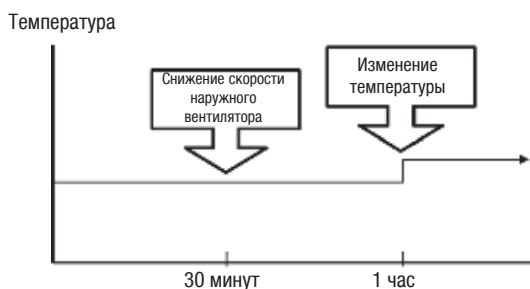 Температура
Снижение скорости
наружного
вентилятора
Изменение
температуры
30 минут
1 час